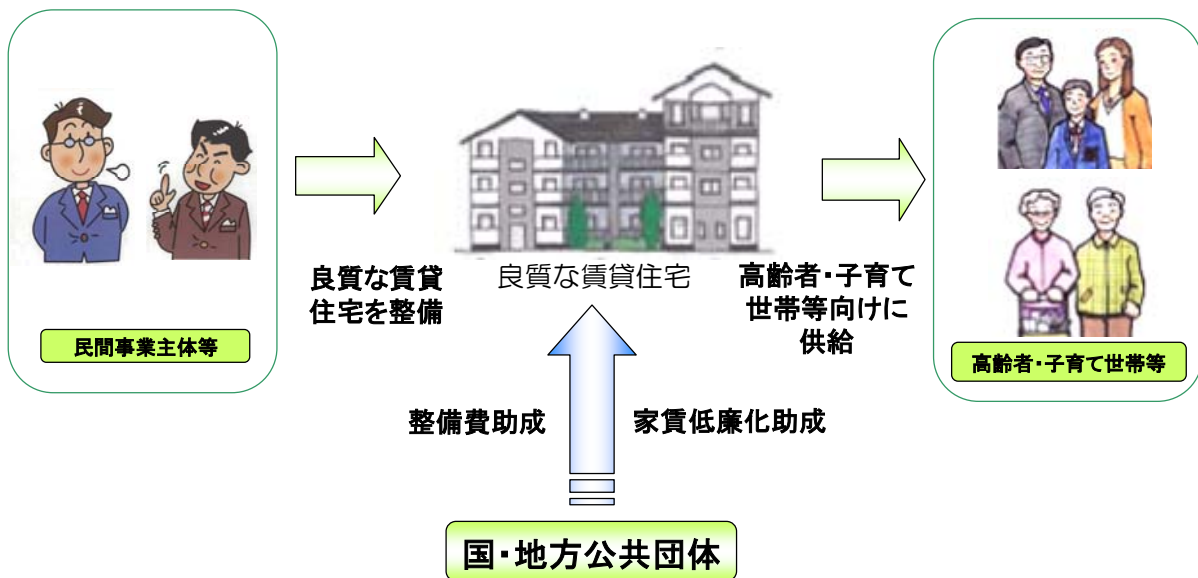 良質な賃貸
住宅を整備
民間事業主体等
良質な賃貸住宅
高齢者・子育て
世帯等向けに
供給
高齢者・子育て世帯等
整備費助成
家賃低廉化助成
国・地方公共団体